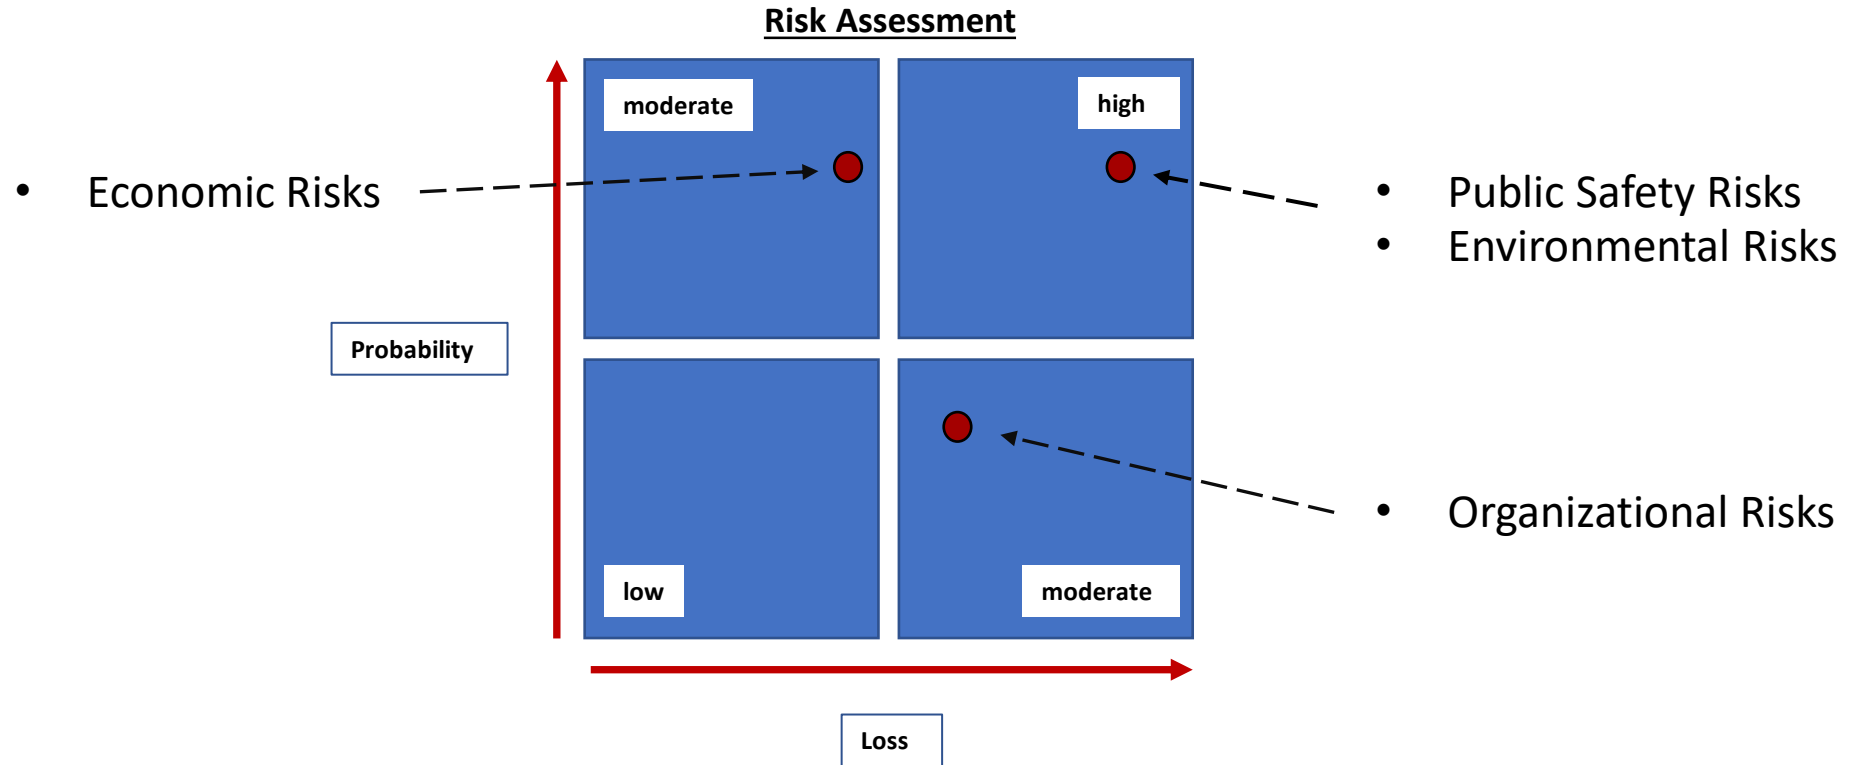 Risk Assessment
moderate
high
• Economic Risks
• Public Safety Risks
• Environmental Risks
Probability
• Organizational Risks
low
moderate
Loss